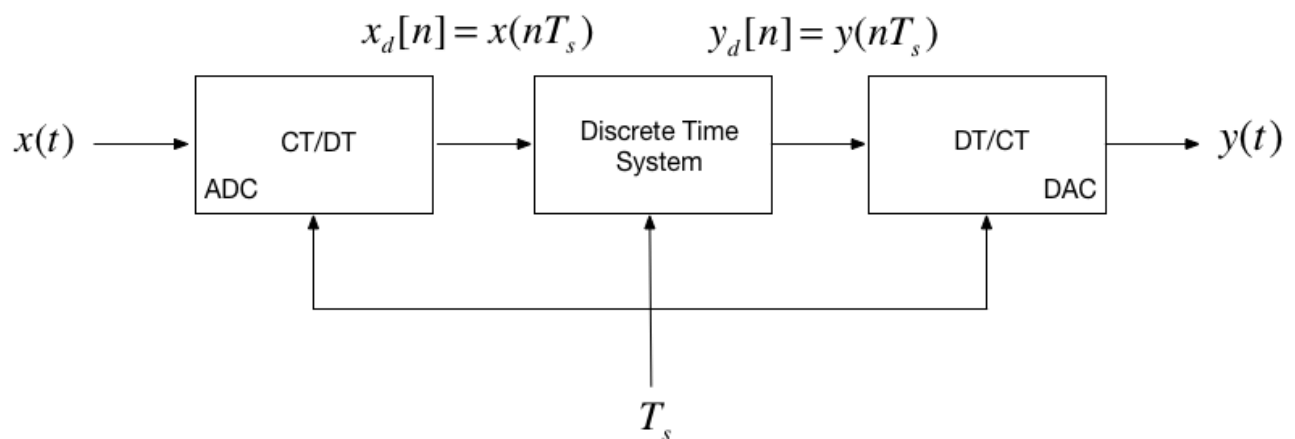 x_d[n] = x(nT_s) y_d[n] = y(nT_s)
x(t)
CT/DT
ADC
Discrete Time
System
DT/CT
DAC
y(t)
T_s